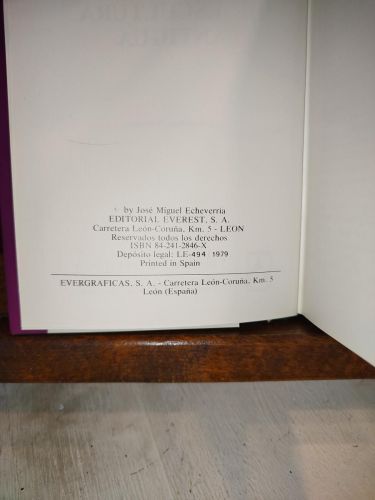 by José Miguel Echeverria
EDITORIAL EVEREST, S. A.
Carretera León-Coruña, Km. 5 - LEON
Reservados todos los derechos
ISBN 84-241-2846-X
Depósito legal: LE-494 1979
Printed in Spain
EVERGRAFICAS, S. A. - Carretera León-Coruña, Km. 5
León (España)